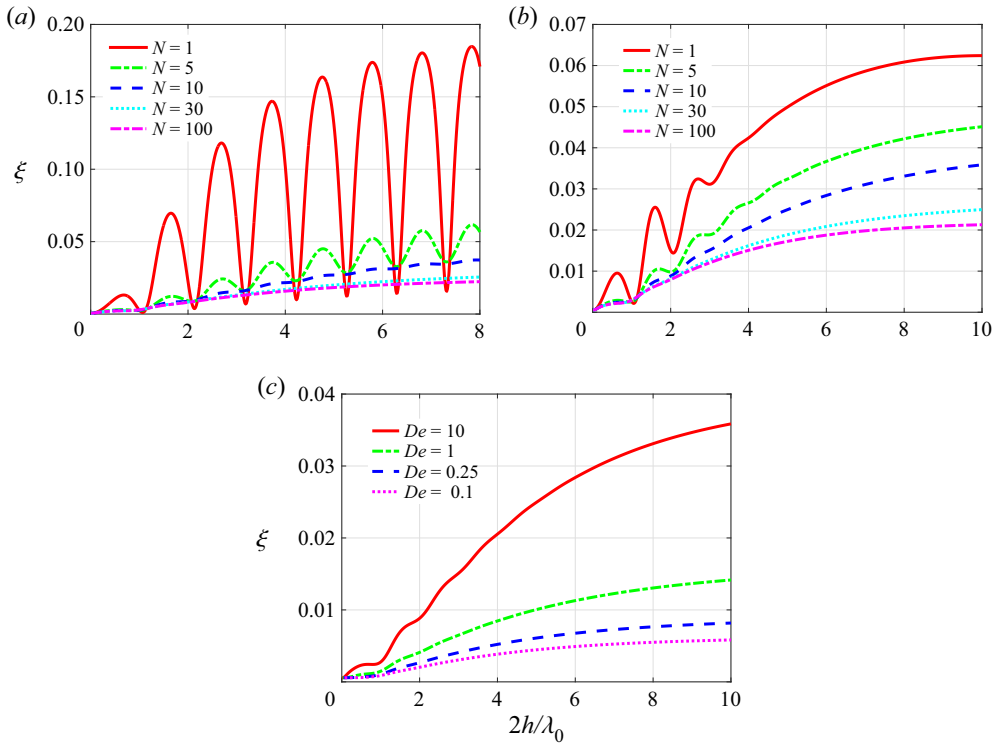 (a)
0.20
0.15
0.10
0.05
ξ
N = 1
N = 5
N = 10
N = 30
N = 100
0 2 4 6 8
(b)
0.07
0.06
0.05
0.04
0.03
0.02
0.01
N = 1
N = 5
N = 10
N = 30
N = 100
0 2 4 6 8 10
(c)
0.04
0.03
0.02
0.01
ξ
De = 10
De = 1
De = 0.25
De = 0.1
0 2 4 6 8 10
2h/λ0